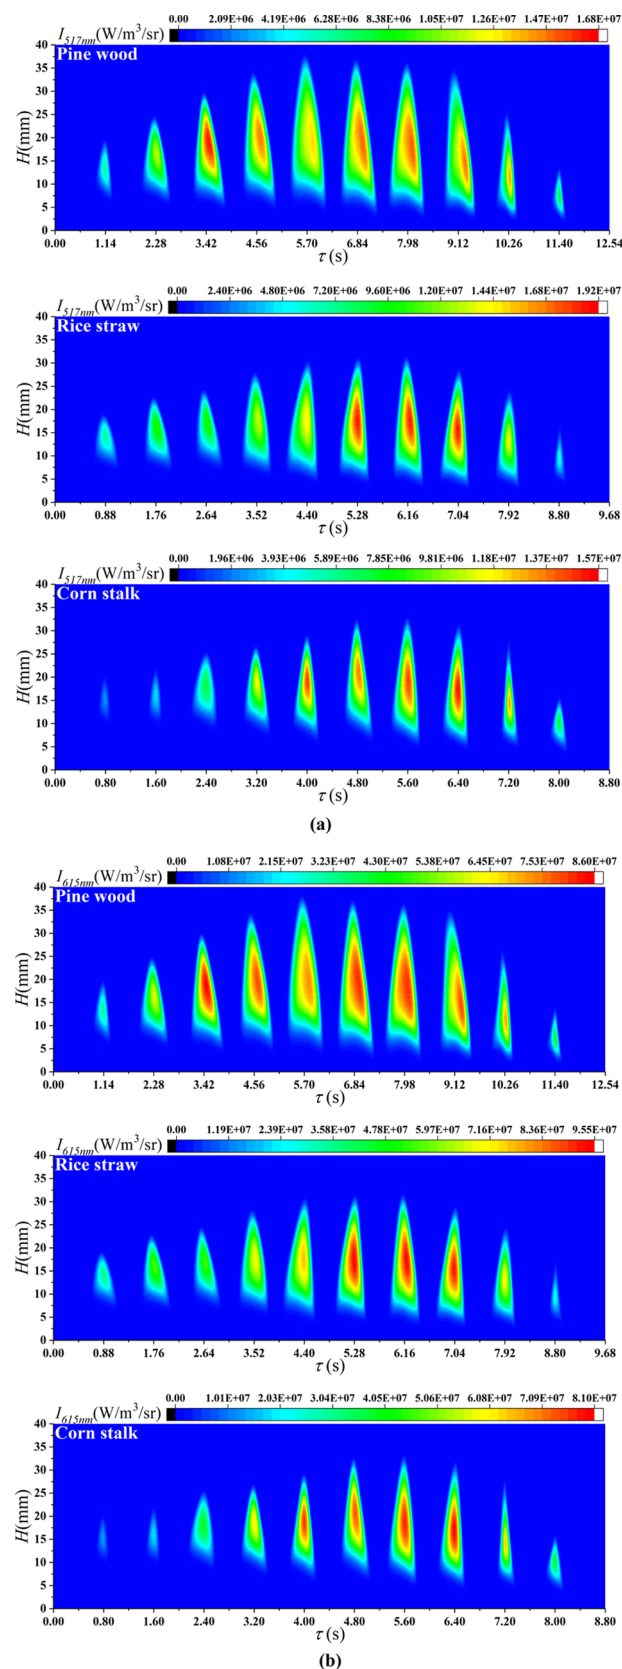 I517nm(W/m3/sr) 0.00 2.09E+06 4.19E+06 6.28E+06 8.38E+06 1.05E+07 1.26E+07 1.47E+07 1.68E+07
Pine wood
H(mm)
40
35
30
25
20
15
10
5
0
0.00 1.14 2.28 3.42 4.56 5.70 6.84 7.98 9.12 10.26 11.40 12.54
τ (s)
I517nm(W/m3/sr) 0.00 2.40E+06 4.80E+06 7.20E+06 9.60E+06 1.20E+07 1.44E+07 1.68E+07 1.92E+07
Rice straw
H(mm)
40
35
30
25
20
15
10
5
0
0.00 0.88 1.76 2.64 3.52 4.40 5.28 6.16 7.04 7.92 8.80 9.68
τ (s)
I517nm(W/m3/sr) 0.00 1.96E+06 3.93E+06 5.89E+06 7.85E+06 9.81E+06 1.18E+07 1.37E+07 1.57E+07
Corn stalk
H(mm)
40
35
30
25
20
15
10
5
0
0.00 0.80 1.60 2.40 3.20 4.00 4.80 5.60 6.40 7.20 8.00 8.80
τ (s)
(a)
I615nm(W/m3/sr) 0.00 1.08E+07 2.15E+07 3.23E+07 4.30E+07 5.38E+07 6.45E+07 7.53E+07 8.60E+07
Pine wood
H(mm)
40
35
30
25
20
15
10
5
0
0.00 1.14 2.28 3.42 4.56 5.70 6.84 7.98 9.12 10.26 11.40 12.54
τ (s)
I615nm(W/m3/sr) 0.00 1.19E+07 2.39E+07 3.58E+07 4.78E+07 5.97E+07 7.16E+07 8.36E+07 9.55E+07
Rice straw
H(mm)
40
35
30
25
20
15
10
5
0
0.00 0.88 1.76 2.64 3.52 4.40 5.28 6.16 7.04 7.92 8.80 9.68
τ (s)
I615nm(W/m3/sr) 0.00 1.01E+07 2.03E+07 3.04E+07 4.05E+07 5.06E+07 6.08E+07 7.09E+07 8.10E+07
Corn stalk
H(mm)
40
35
30
25
20
15
10
5
0
0.00 0.80 1.60 2.40 3.20 4.00 4.80 5.60 6.40 7.20 8.00 8.80
τ (s)
(b)